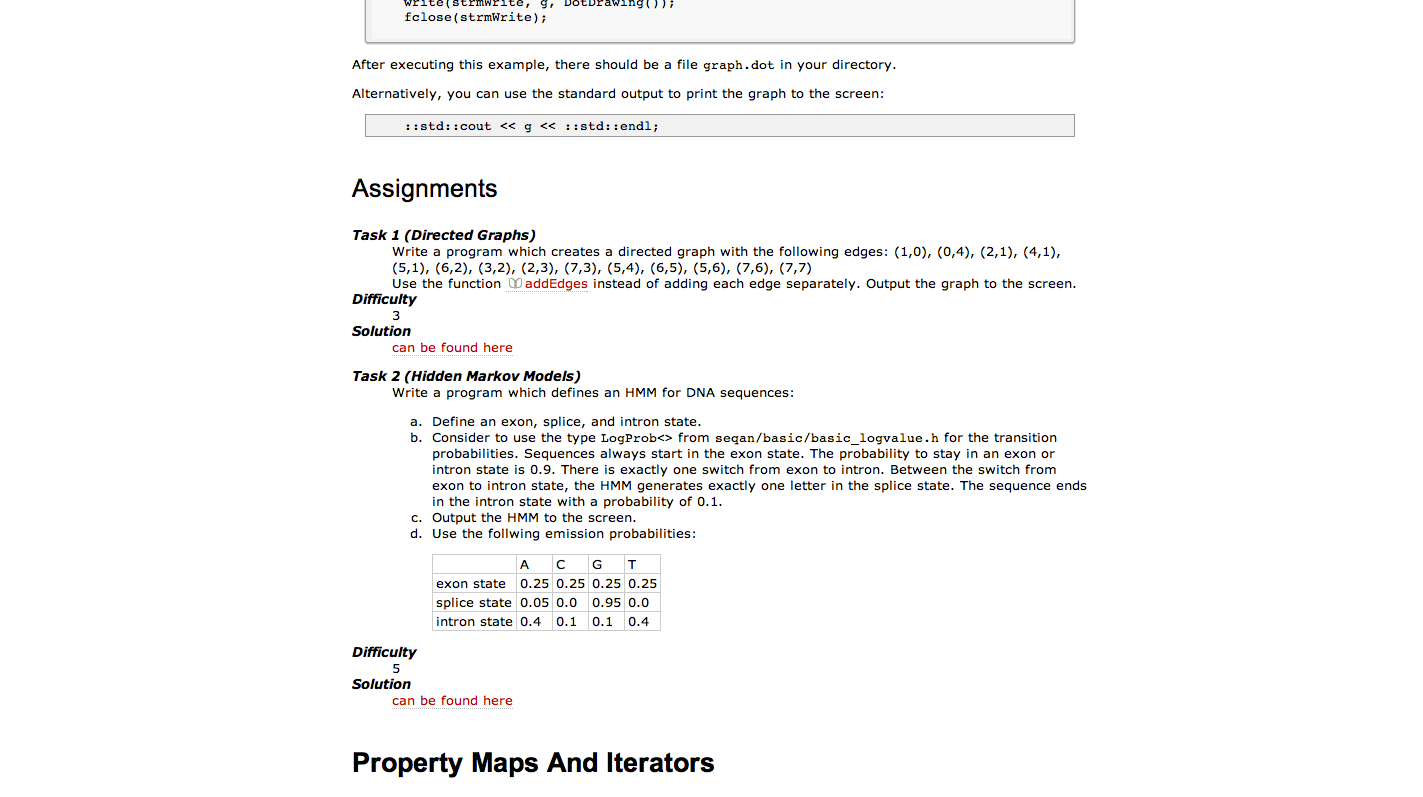 write(strmWrite, g, DotDrawing());
fclose(strmWrite);
After executing this example, there should be a file graph.dot in your directory.
Alternatively, you can use the standard output to print the graph to the screen:
::std::cout << g << ::std::endl;
Assignments
Task 1 (Directed Graphs)
Write a program which creates a directed graph with the following edges: (1,0), (0,4), (2,1), (4,1),
(5,1), (6,2), (3,2), (2,3), (7,3), (5,4), (6,5), (5,6), (7,6), (7,7)
Use the function addEdges instead of adding each edge separately. Output the graph to the screen.
Difficulty
3
Solution
can be found here
Task 2 (Hidden Markov Models)
Write a program which defines an HMM for DNA sequences:
a. Define an exon, splice, and intron state.
b. Consider to use the type LogProb<> from seqan/basic/basic_logvalue.h for the transition
probabilities. Sequences always start in the exon state. The probability to stay in an exon or
intron state is 0.9. There is exactly one switch from exon to intron. Between the switch from
exon to intron state, the HMM generates exactly one letter in the splice state. The sequence ends
in the intron state with a probability of 0.1.
c. Output the HMM to the screen.
d. Use the follwing emission probabilities:
A C G T
exon state 0.25 0.25 0.25 0.25
splice state 0.05 0.0 0.95 0.0
intron state 0.4 0.1 0.1 0.4
Difficulty
5
Solution
can be found here
Property Maps And Iterators